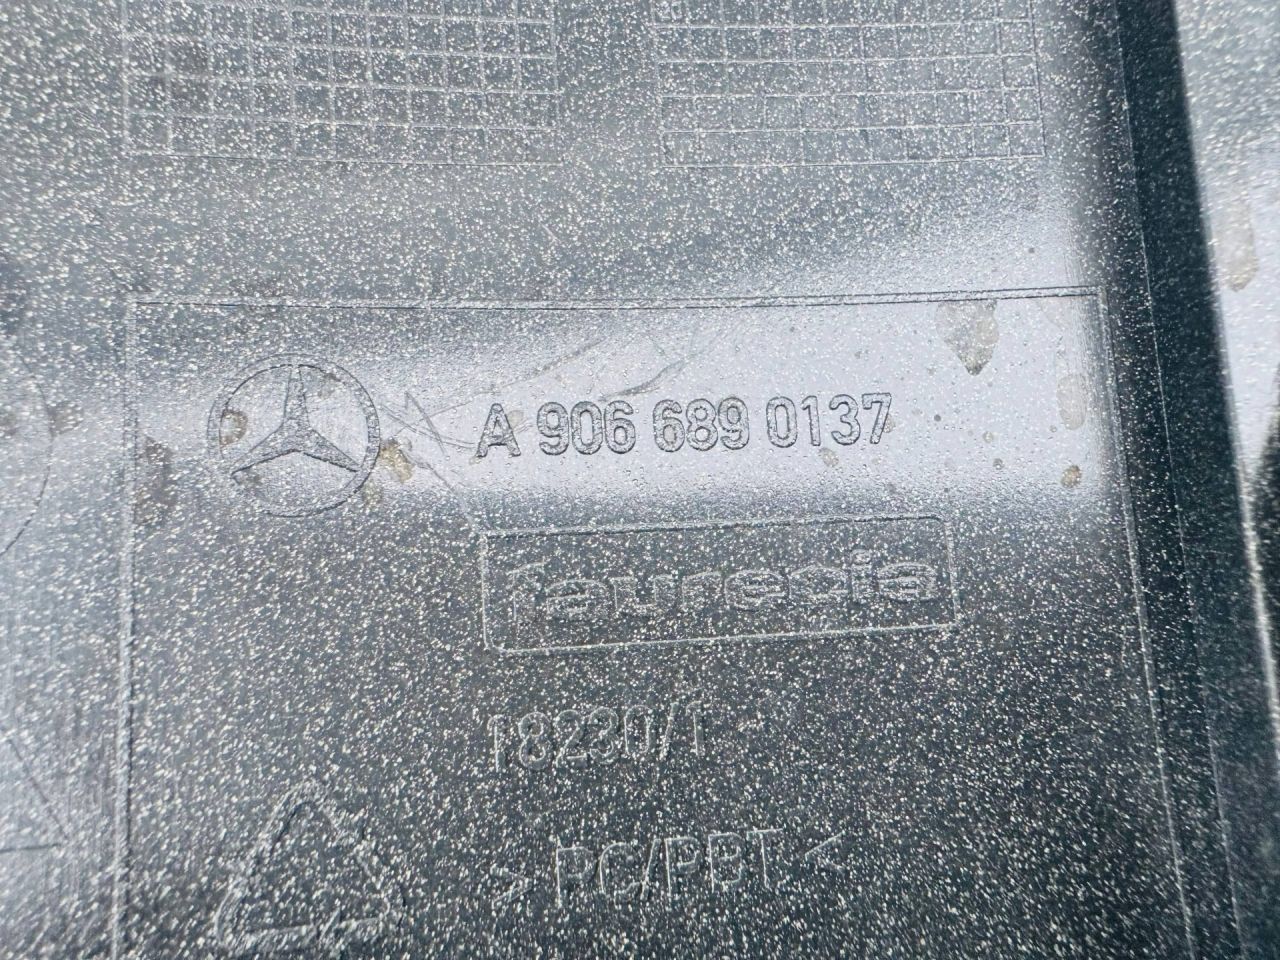 A 906 689 0137
faurecia
18230/1
> PC/PBT <